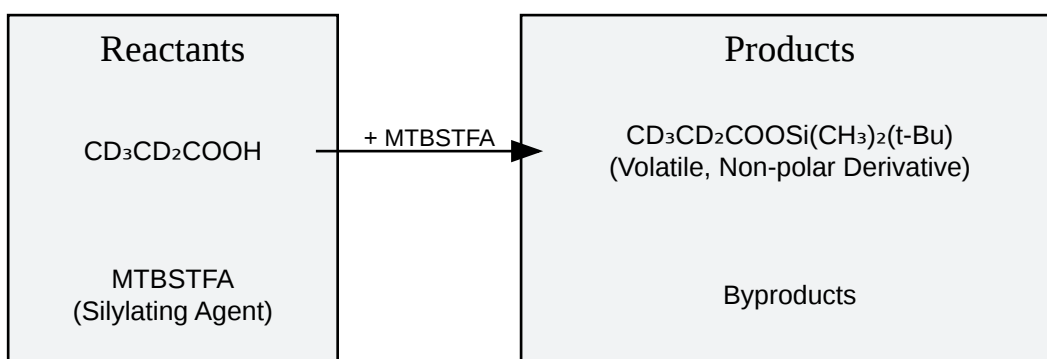 Reactants
CD₃CD₂COOH
MTBSTFA
(Silylating Agent)
+ MTBSTFA
Products
CD₃CD₂COOSi(CH₃)₂(t-Bu)
(Volatile, Non-polar Derivative)
Byproducts